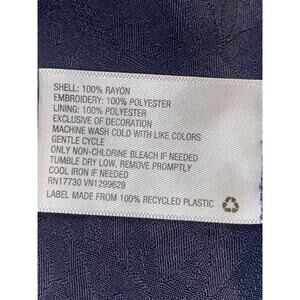 SHELL: 100% RAYON
EMBROIDERY: 100% POLYESTER
LINING: 100% POLYESTER
EXCLUSIVE OF DECORATION
MACHINE WASH COLD WITH LIKE COLORS
GENTLE CYCLE
ONLY NON-CHLORINE BLEACH IF NEEDED
TUMBLE DRY LOW, REMOVE PROMPTLY
COOL IRON IF NEEDED
RN17730 VN1299629
LABEL MADE FROM 100% RECYCLED PLASTIC